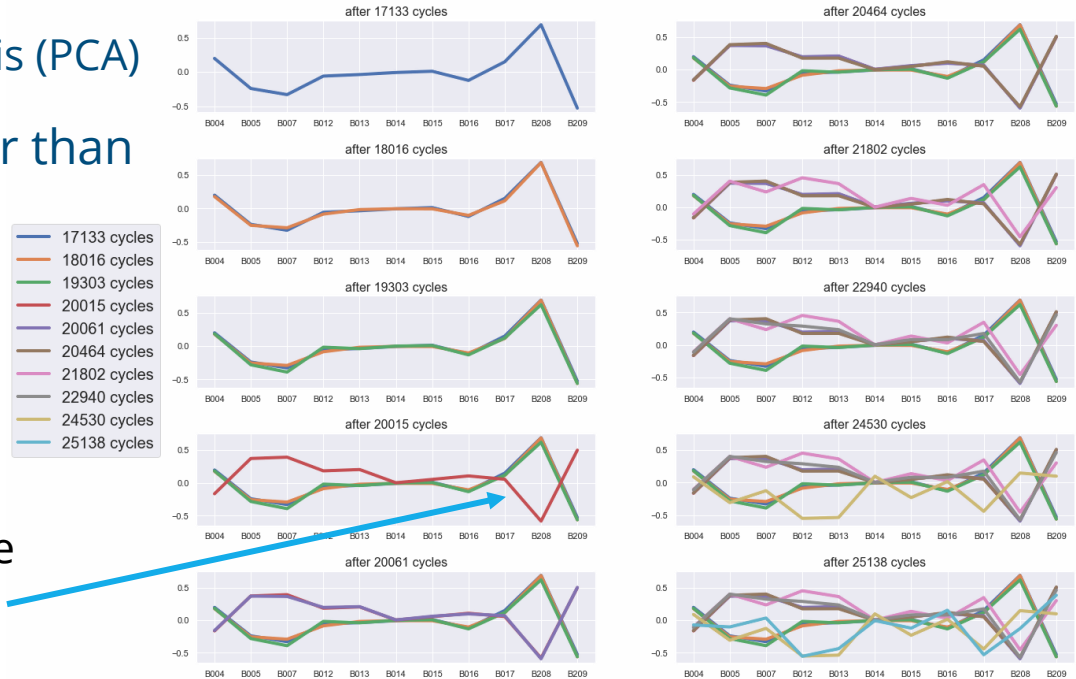 is (PCA)
r than
17133 cycles
18016 cycles
19303 cycles
20015 cycles
20061 cycles
20464 cycles
21802 cycles
22940 cycles
24530 cycles
25138 cycles
e
after 17133 cycles
0.5
0.0
−0.5
B004 B005 B007 B012 B013 B014 B015 B016 B017 B208 B209
after 18016 cycles
0.5
0.0
−0.5
B004 B005 B007 B012 B013 B014 B015 B016 B017 B208 B209
after 19303 cycles
0.5
0.0
−0.5
B004 B005 B007 B012 B013 B014 B015 B016 B017 B208 B209
after 20015 cycles
0.5
0.0
−0.5
B004 B005 B007 B012 B013 B014 B015 B016 B017 B208 B209
after 20061 cycles
0.5
0.0
−0.5
B004 B005 B007 B012 B013 B014 B015 B016 B017 B208 B209
after 20464 cycles
0.5
0.0
−0.5
B004 B005 B007 B012 B013 B014 B015 B016 B017 B208 B209
after 21802 cycles
0.5
0.0
−0.5
B004 B005 B007 B012 B013 B014 B015 B016 B017 B208 B209
after 22940 cycles
0.5
0.0
−0.5
B004 B005 B007 B012 B013 B014 B015 B016 B017 B208 B209
after 24530 cycles
0.5
0.0
−0.5
B004 B005 B007 B012 B013 B014 B015 B016 B017 B208 B209
after 25138 cycles
0.5
0.0
−0.5
B004 B005 B007 B012 B013 B014 B015 B016 B017 B208 B209